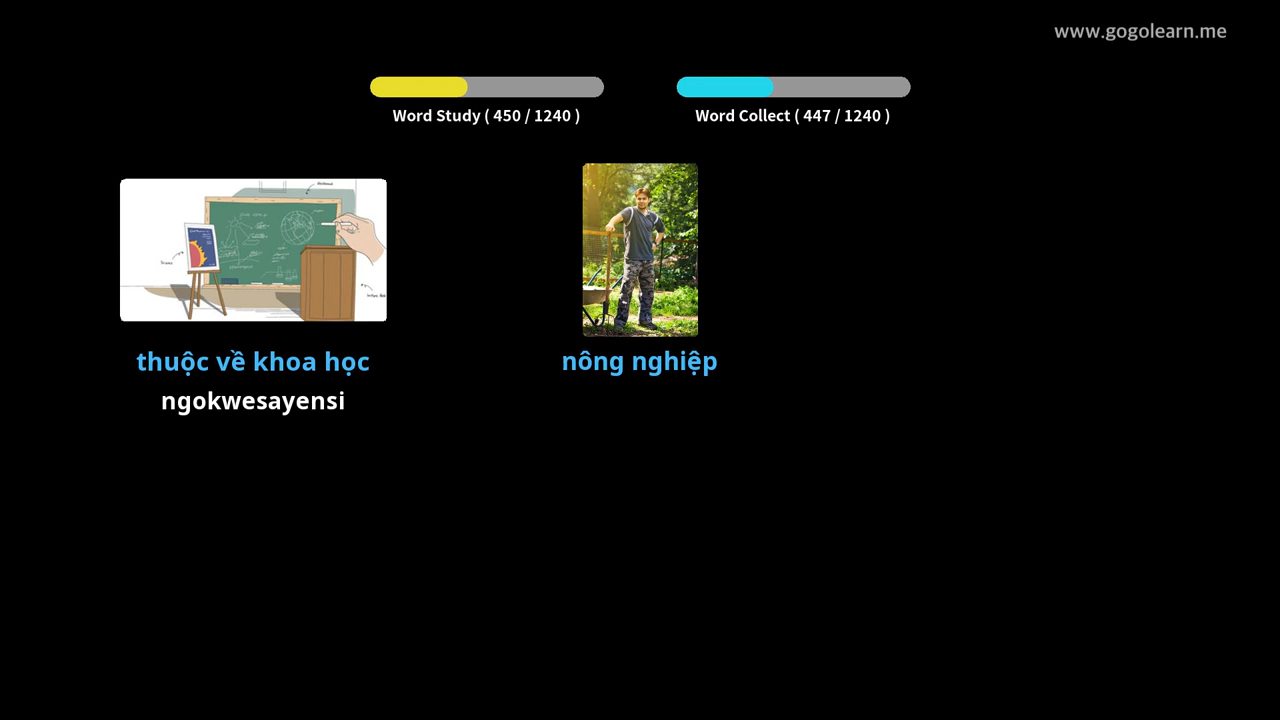 www.gogolearn.me
Word Study ( 450 / 1240 )
Word Collect ( 447 / 1240 )
thuộc về khoa học
ngokwesayensi
nông nghiệp